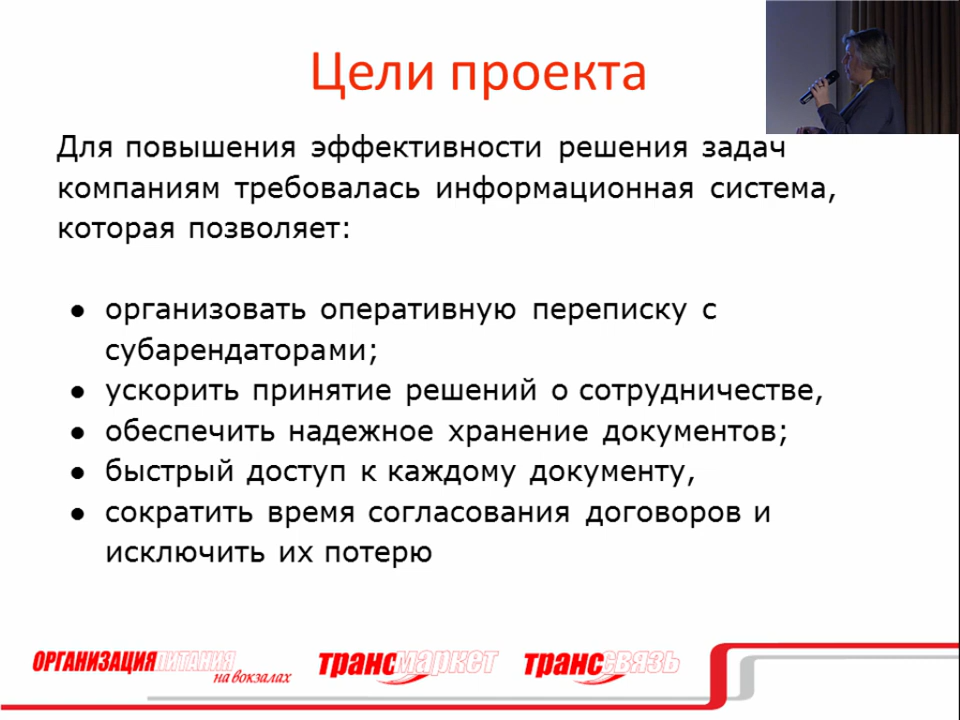 Цели проекта
Для повышения эффективности решения задач
компаниям требовалась информационная система,
которая позволяет:
● организовать оперативную переписку с
субарендаторами;
● ускорить принятие решений о сотрудничестве,
● обеспечить надежное хранение документов;
● быстрый доступ к каждому документу,
● сократить время согласования договоров и
исключить их потерю
ОРГАНИЗАЦИЯПИТАНИЯ
на вокзалах
ТРАНСМАРКЕТ
ТРАНССВЯЗЬ